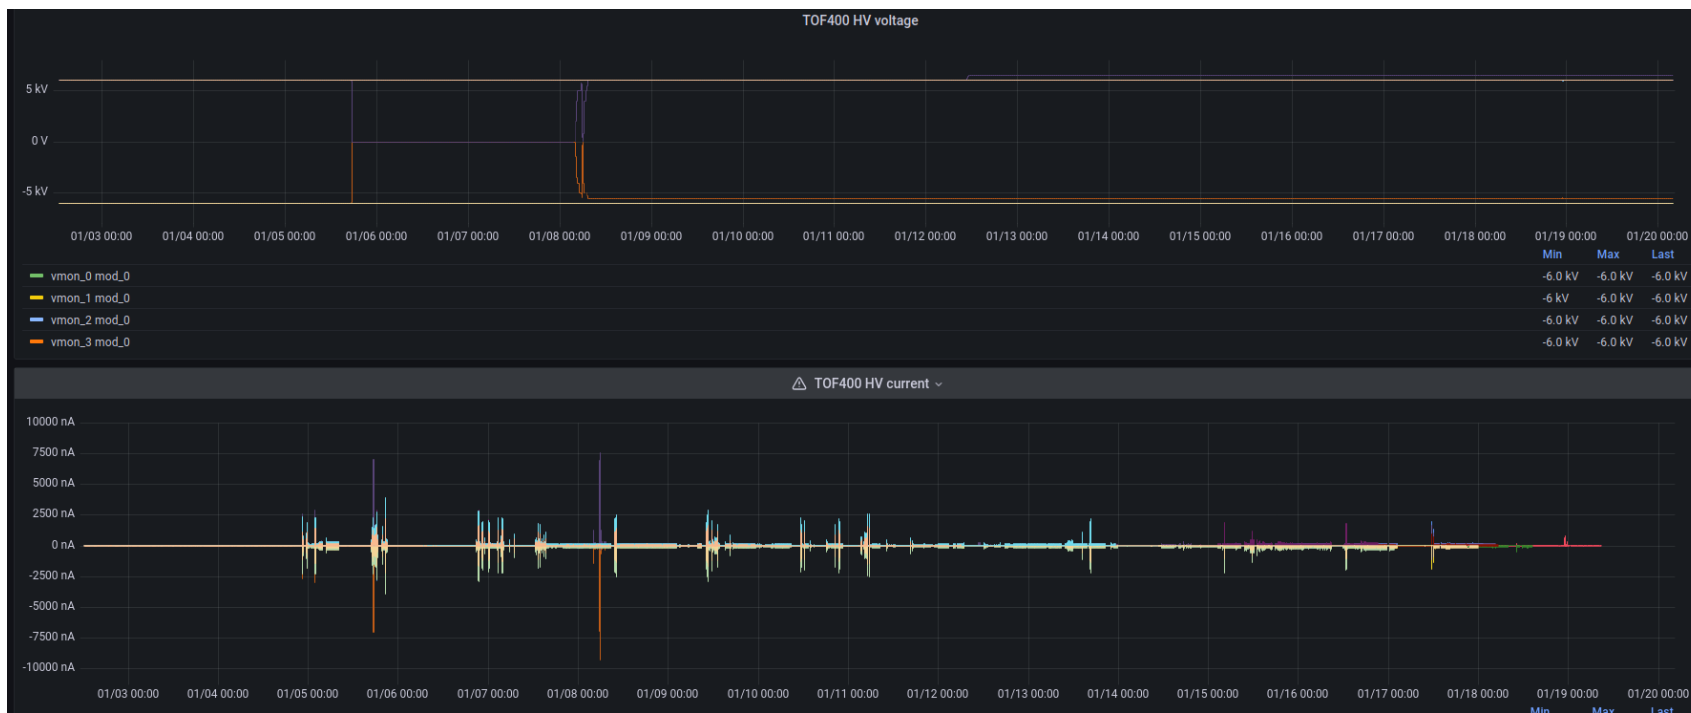 TOF400 HV voltage
5 kV
0 V
-5 kV
01/03 00:00 01/04 00:00 01/05 00:00 01/06 00:00 01/07 00:00 01/08 00:00 01/09 00:00 01/10 00:00 01/11 00:00 01/12 00:00 01/13 00:00 01/14 00:00 01/15 00:00 01/16 00:00 01/17 00:00 01/18 00:00 01/19 00:00 01/20 00:00
Min Max Last
vmon_0 mod_0 -6.0 kV -6.0 kV -6.0 kV
vmon_1 mod_0 -6 kV -6.0 kV -6.0 kV
vmon_2 mod_0 -6.0 kV -6.0 kV -6.0 kV
vmon_3 mod_0 -6.0 kV -6.0 kV -6.0 kV
TOF400 HV current
10000 nA
7500 nA
5000 nA
2500 nA
0 nA
-2500 nA
-5000 nA
-7500 nA
-10000 nA
01/03 00:00 01/04 00:00 01/05 00:00 01/06 00:00 01/07 00:00 01/08 00:00 01/09 00:00 01/10 00:00 01/11 00:00 01/12 00:00 01/13 00:00 01/14 00:00 01/15 00:00 01/16 00:00 01/17 00:00 01/18 00:00 01/19 00:00 01/20 00:00
Min Max Last